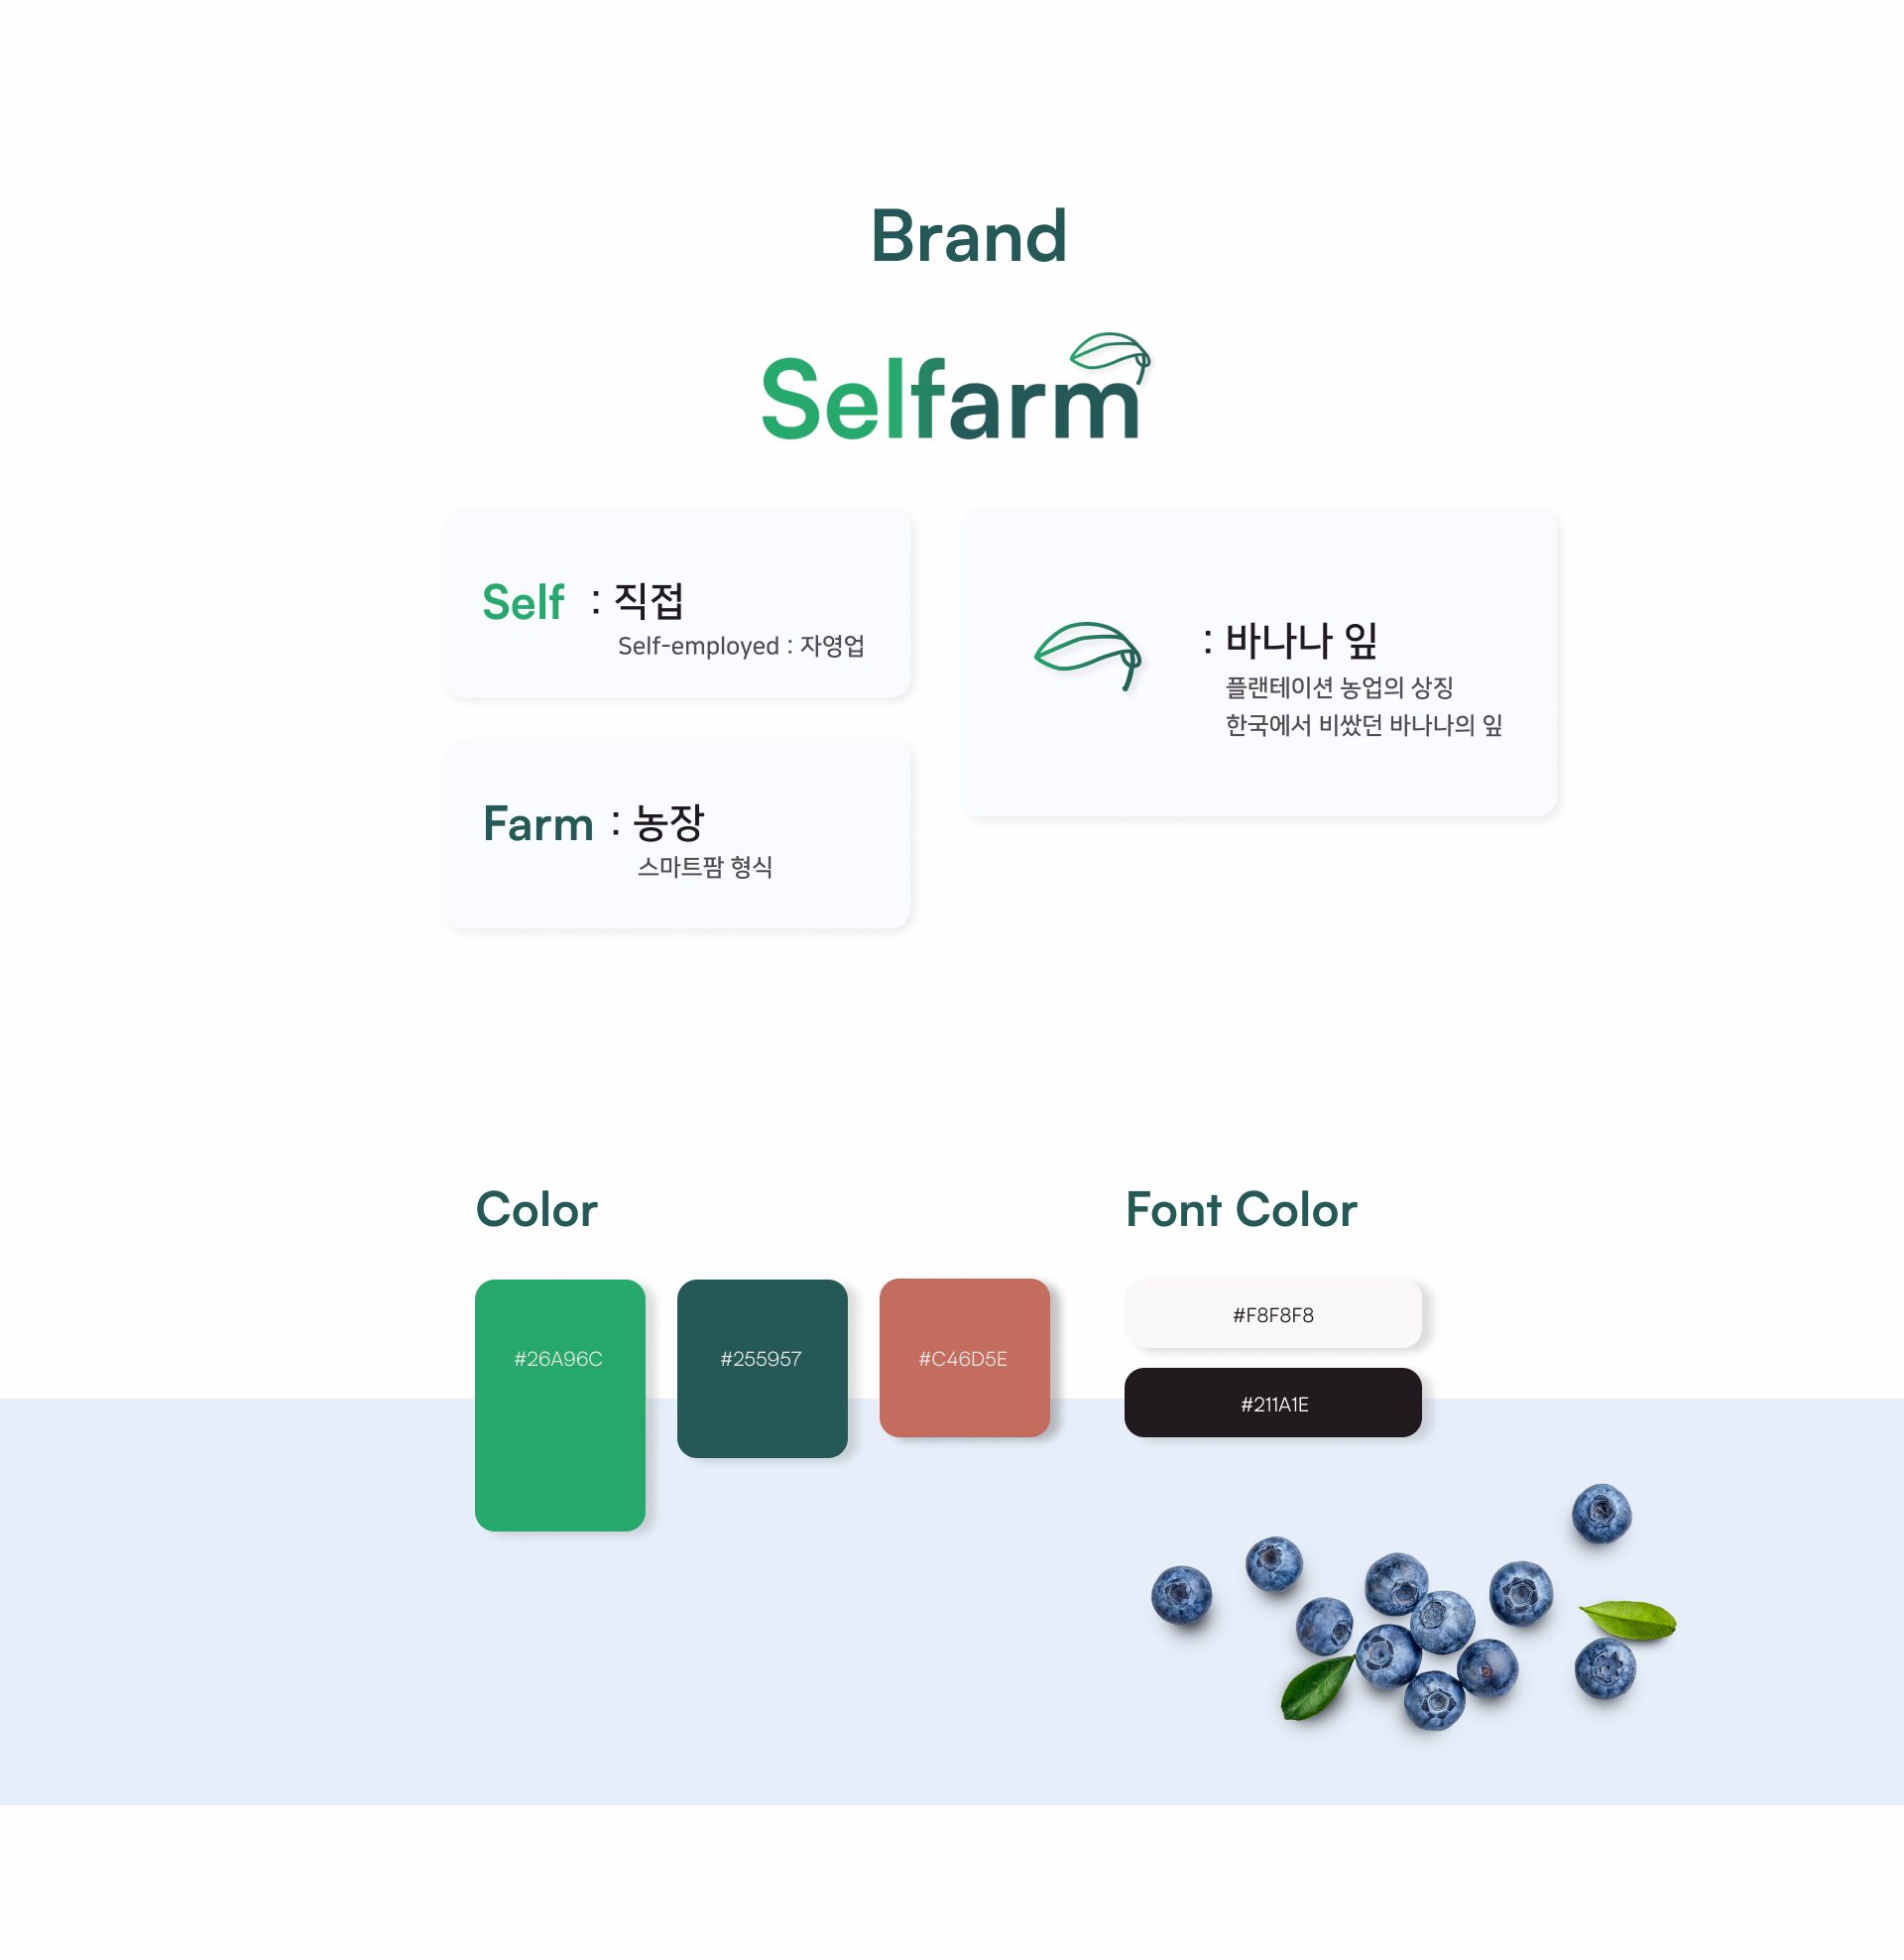 Brand
Selfarm
Self : 직접
Self-employed : 자영업
Farm : 농장
스마트팜 형식
: 바나나 잎
플랜테이션 농업의 상징
한국에서 비쌌던 바나나의 잎
Color
#26A96C
#255957
#C46D5E
Font Color
#F8F8F8
#211A1E